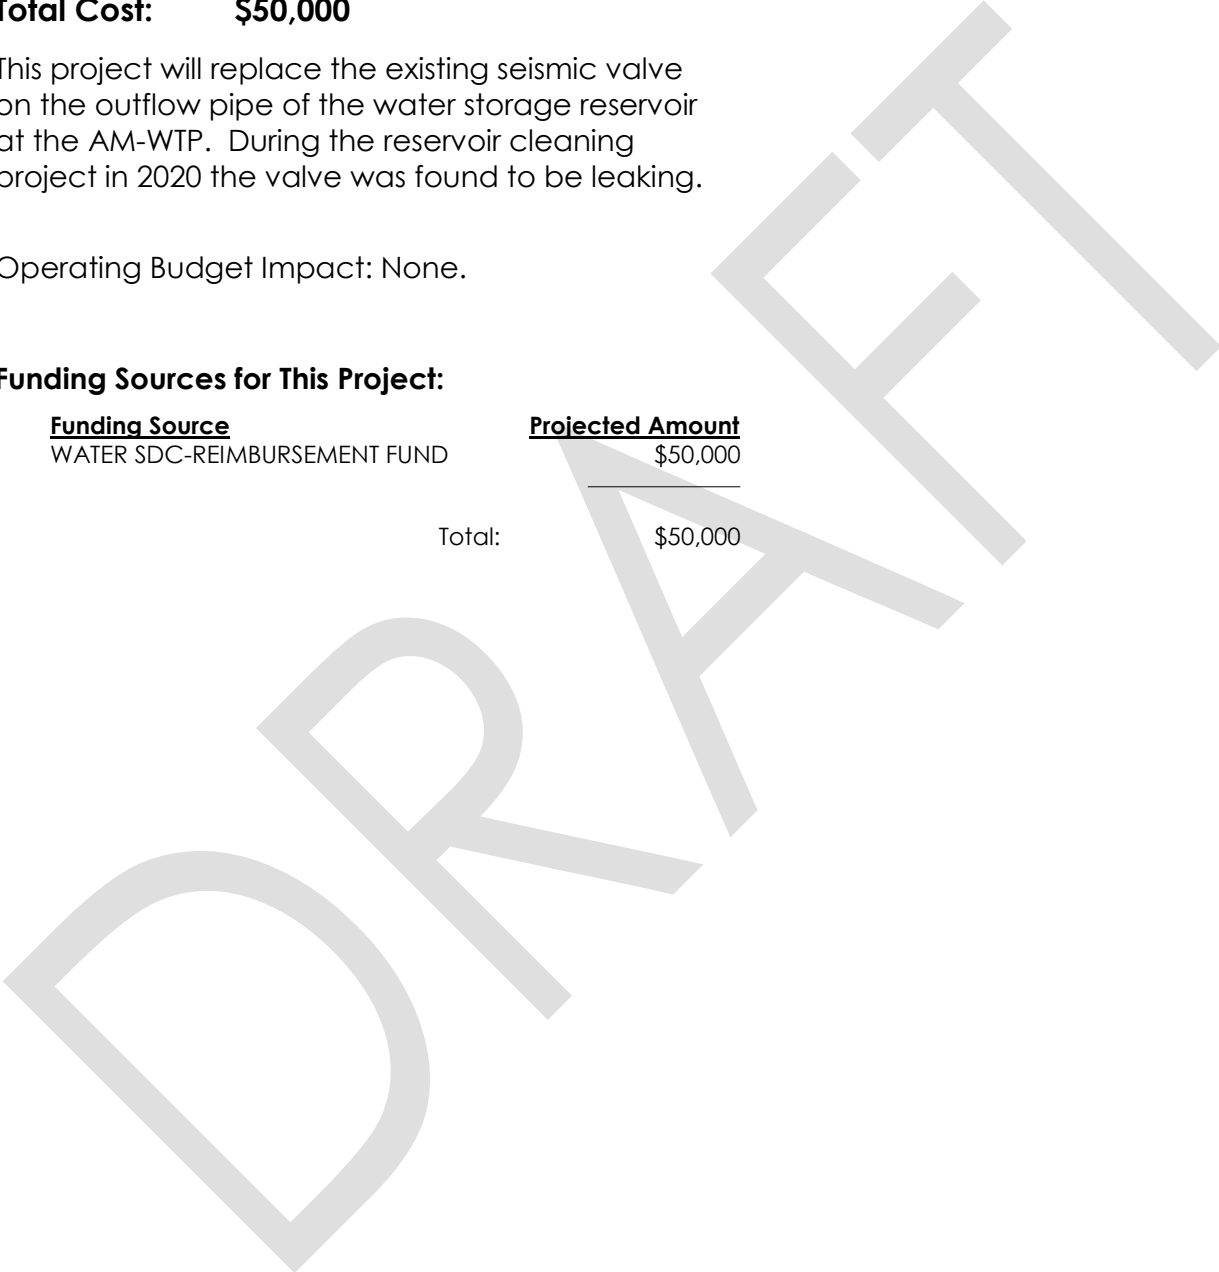 Total Cost: $50,000
This project will replace the existing seismic valve
on the outflow pipe of the water storage reservoir
at the AM-WTP. During the reservoir cleaning
project in 2020 the valve was found to be leaking.
Operating Budget Impact: None.
Funding Sources for This Project:
Funding Source Projected Amount
WATER SDC-REIMBURSEMENT FUND $50,000
Total: $50,000
DRAFT